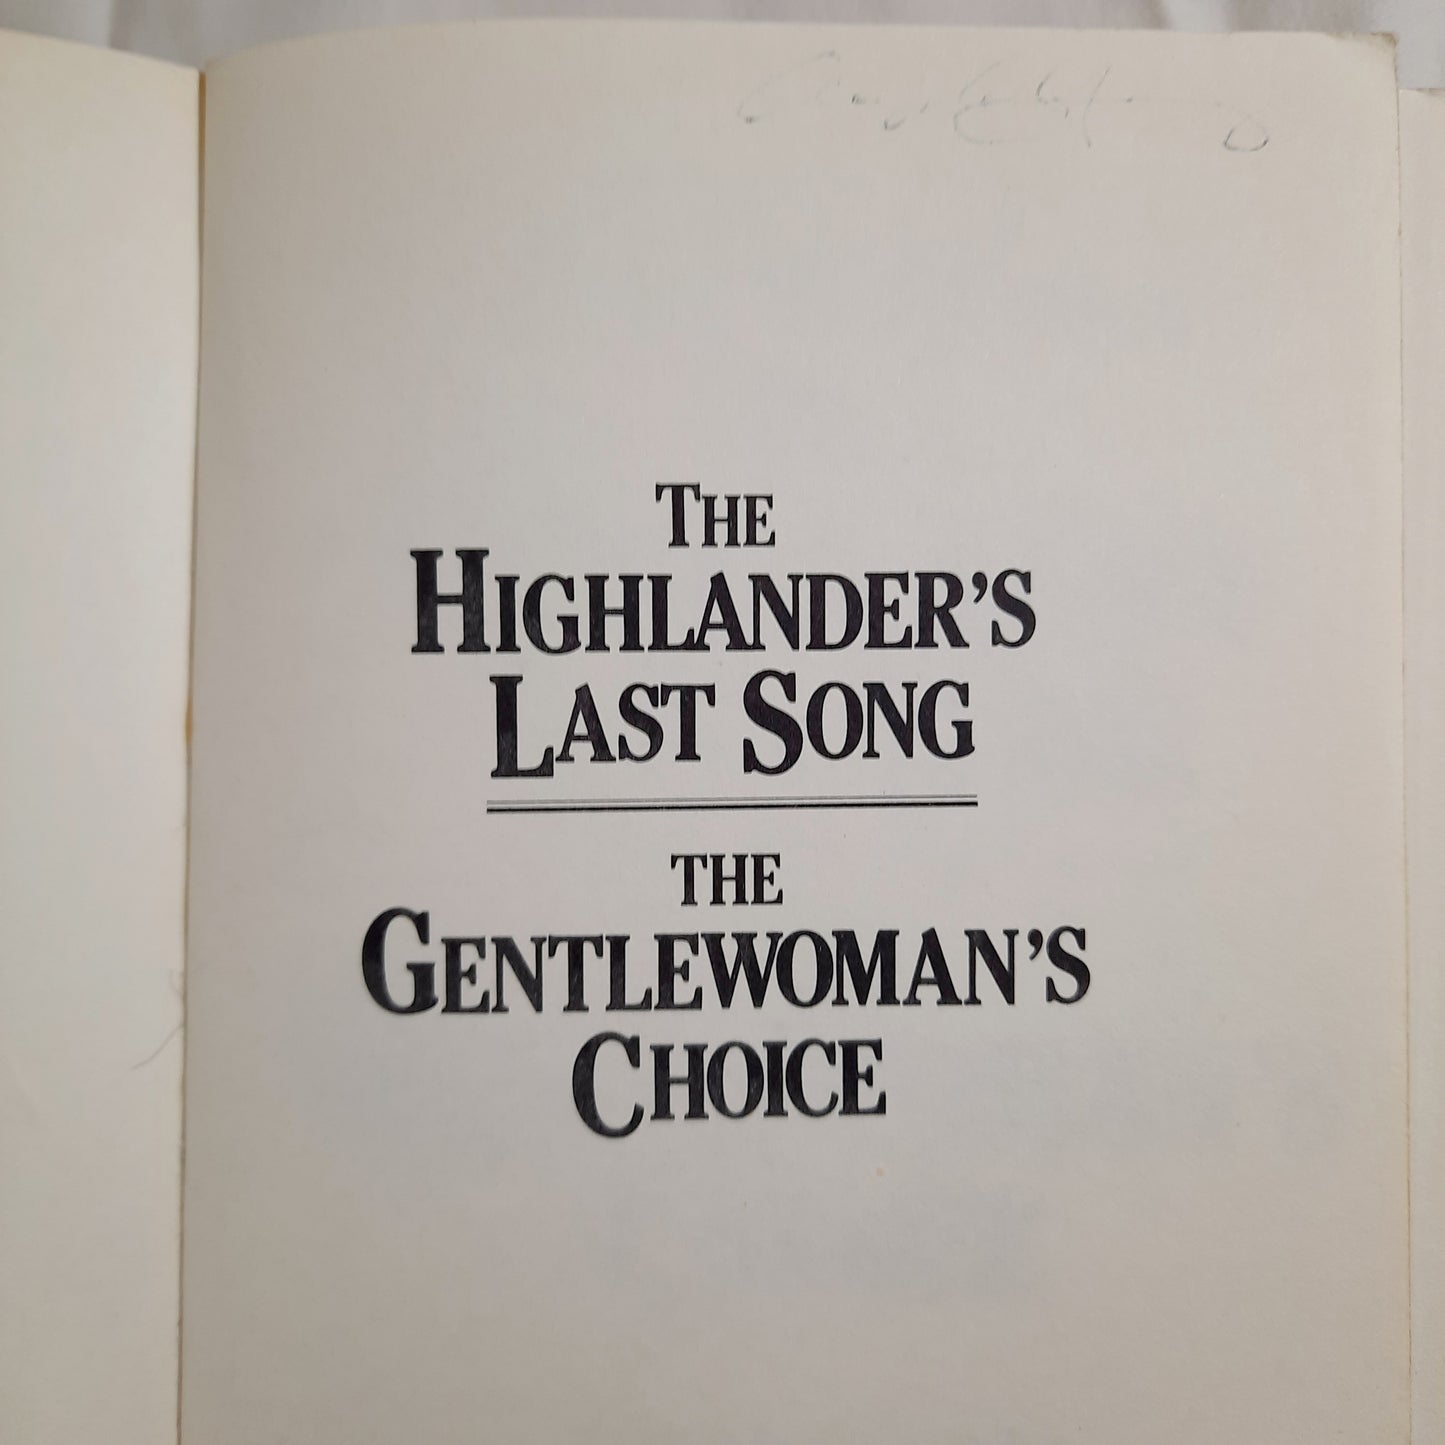 THE
HIGHLANDER'S
LAST SONG
THE
GENTLEWOMAN'S
CHOICE